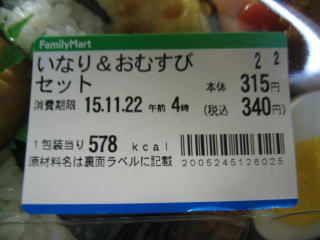 FamilyMart
いなり＆おむすび 22
セット 本体 315円
消費期限 15.11.22 午前 4時 (税込 340円)
1包装当り 578 kcal
原材料名は裏面ラベルに記載 2005245126025